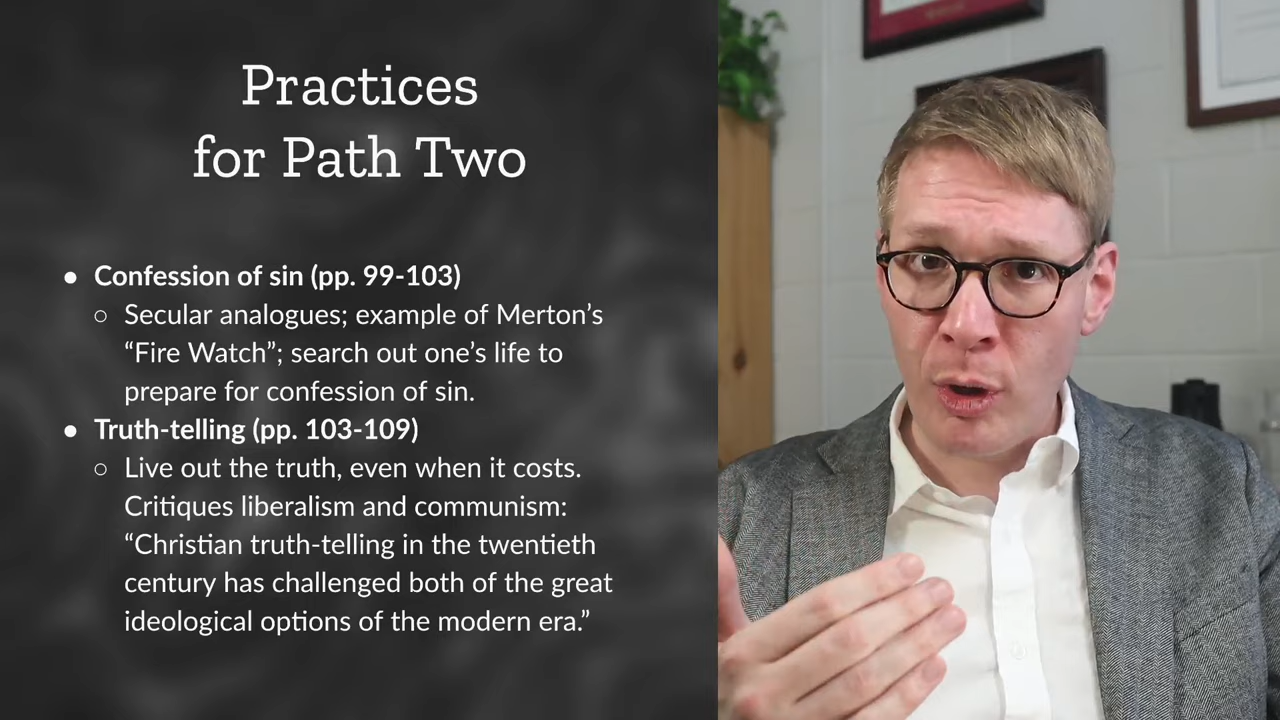 Practices
for Path Two
● Confession of sin (pp. 99-103)
○ Secular analogues; example of Merton’s
“Fire Watch”; search out one’s life to
prepare for confession of sin.
● Truth-telling (pp. 103-109)
○ Live out the truth, even when it costs.
Critiques liberalism and communism:
“Christian truth-telling in the twentieth
century has challenged both of the great
ideological options of the modern era.”